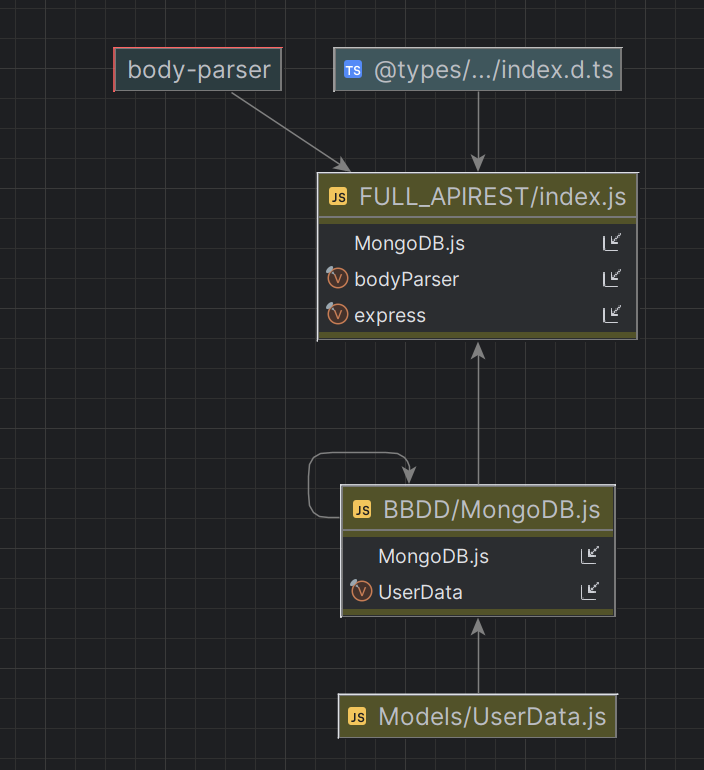 body-parser
TS @types/.../index.d.ts
JS FULL_APIREST/index.js
MongoDB.js
V bodyParser
V express
JS BBDD/MongoDB.js
MongoDB.js
V UserData
JS Models/UserData.js